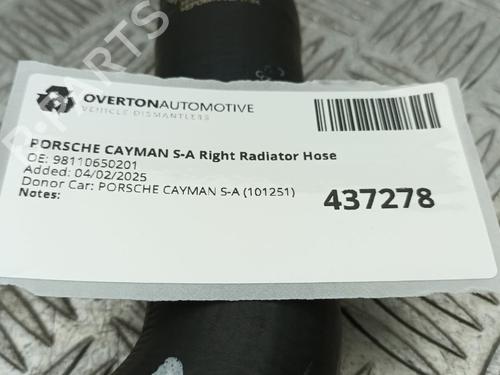 OVERTONAUTOMOTIVE
VEHICLE DISMANTLERS
PORSCHE CAYMAN S-A Right Radiator Hose
OE: 98110650201
Added: 04/02/2025
Donor Car: PORSCHE CAYMAN S-A (101251)
Notes:
437278